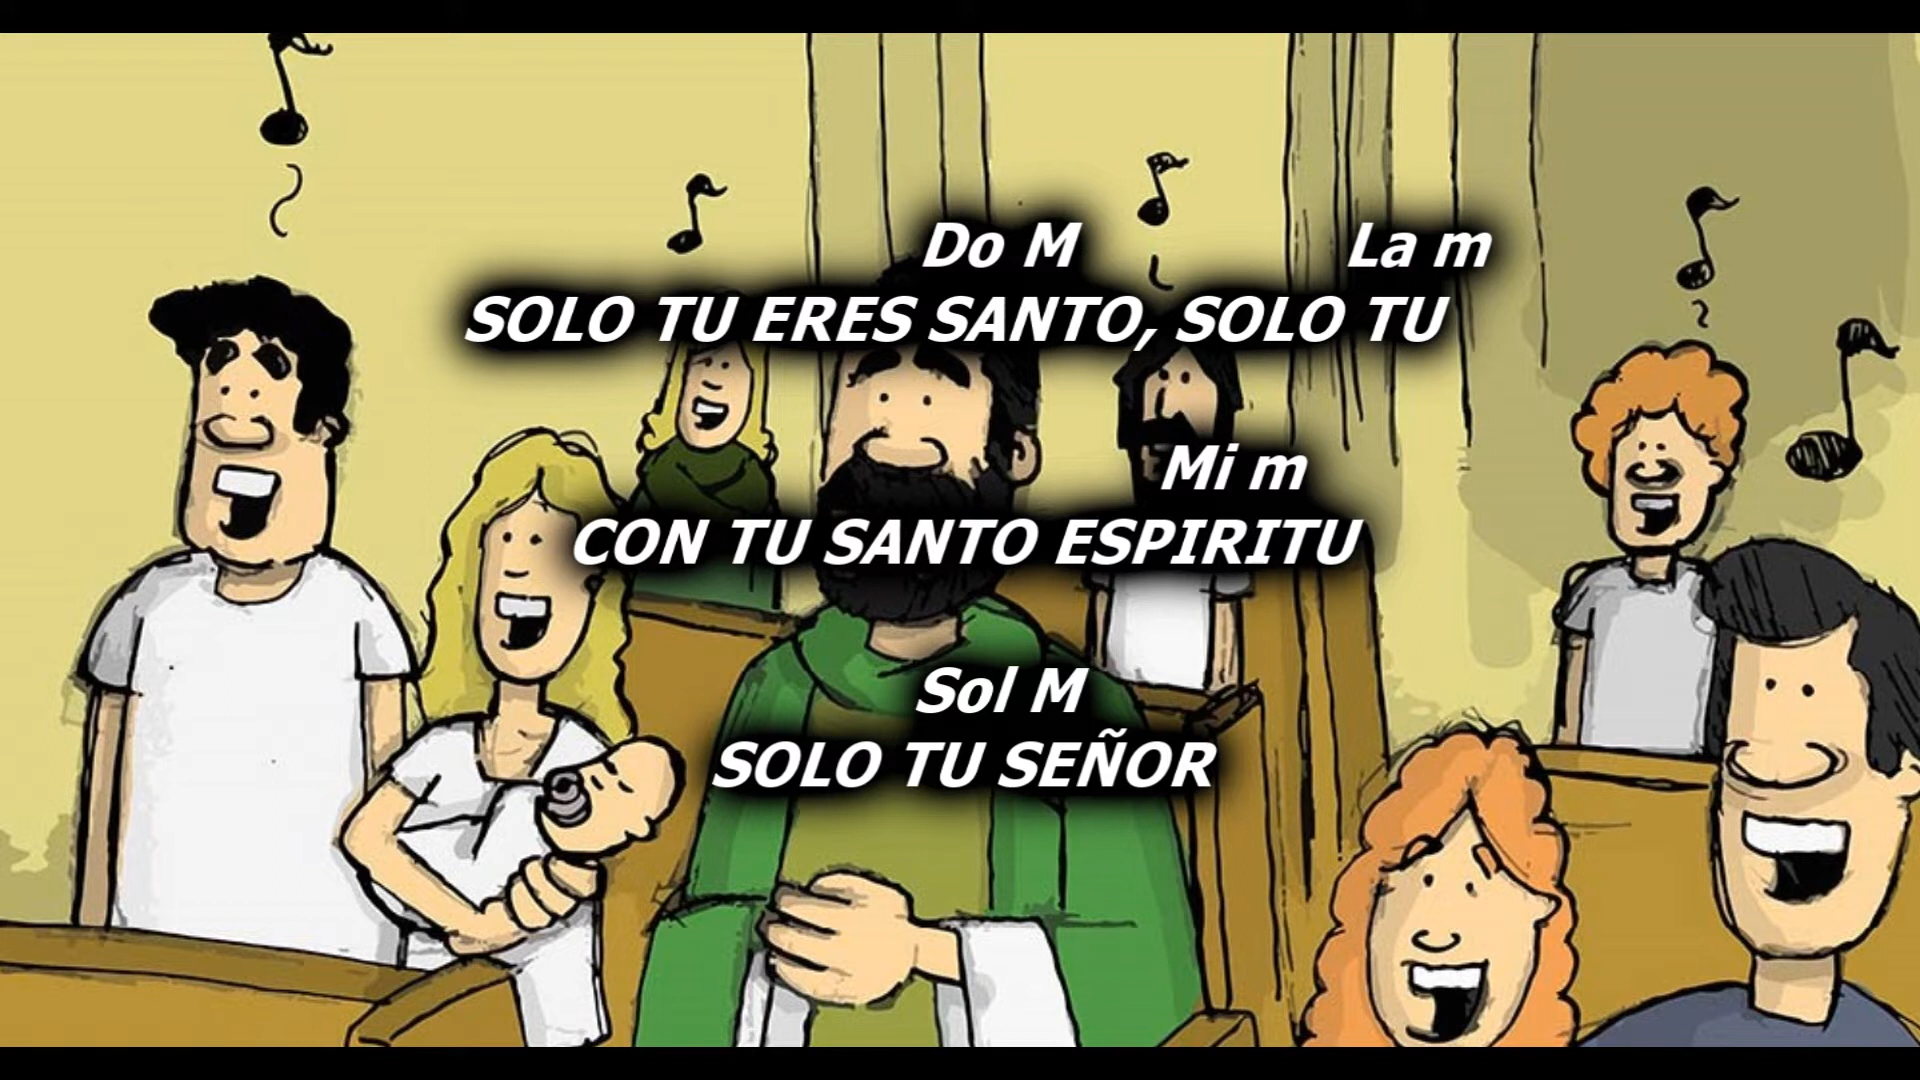 Do M La m
SOLO TU ERES SANTO, SOLO TU
Mi m
CON TU SANTO ESPIRITU
Sol M
SOLO TU SEÑOR